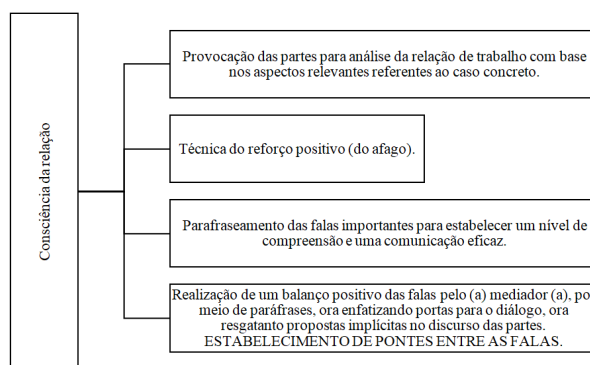 Consciência da relação
Provocação das partes para análise da relação de trabalho com base
nos aspectos relevantes referentes ao caso concreto.
Técnica do reforço positivo (do afago).
Parafraseamento das falas importantes para estabelecer um nível de
compreensão e uma comunicação eficaz.
Realização de um balanço positivo das falas pelo (a) mediador (a), po
meio de paráfrases, ora enfatizando portas para o diálogo, ora
resgatanto propostas implícitas no discurso das partes.
ESTABELECIMENTO DE PONTES ENTRE AS FALAS.